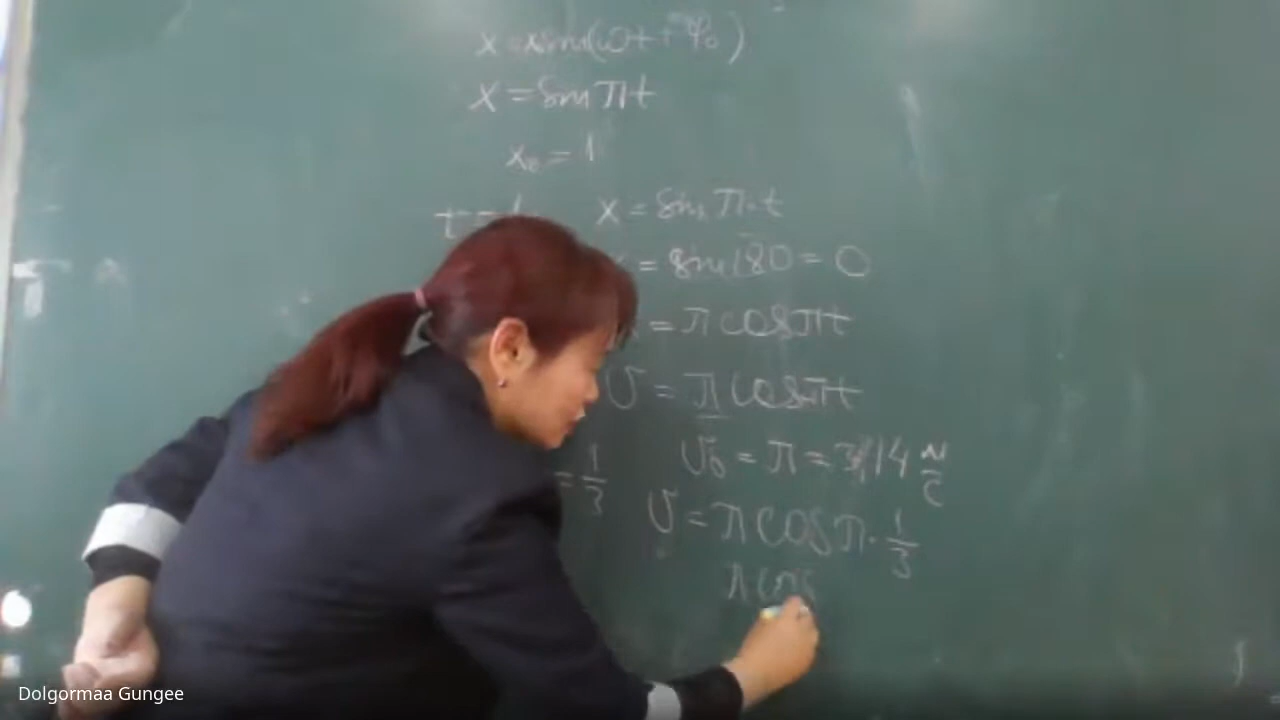 x = x sin(ωt + φ₀)
x = sin πt
x₀ = 1
t = 1 x = sin π·t
= sin 180 = 0
= π cos πt
υ = π cos πt
= 1/3 υ₀ = π = 3,14 м/с
υ = π cos π · 1/3
π cos
Dolgormaa Gungee